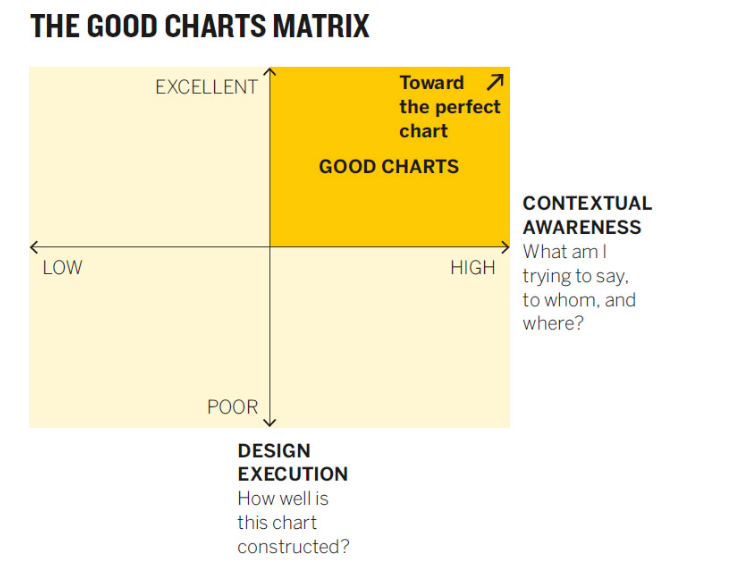 THE GOOD CHARTS MATRIX
EXCELLENT
Toward
the perfect
chart
GOOD CHARTS
CONTEXTUAL
AWARENESS
What am I
trying to say,
to whom, and
where?
LOW
HIGH
POOR
DESIGN
EXECUTION
How well is
this chart
constructed?